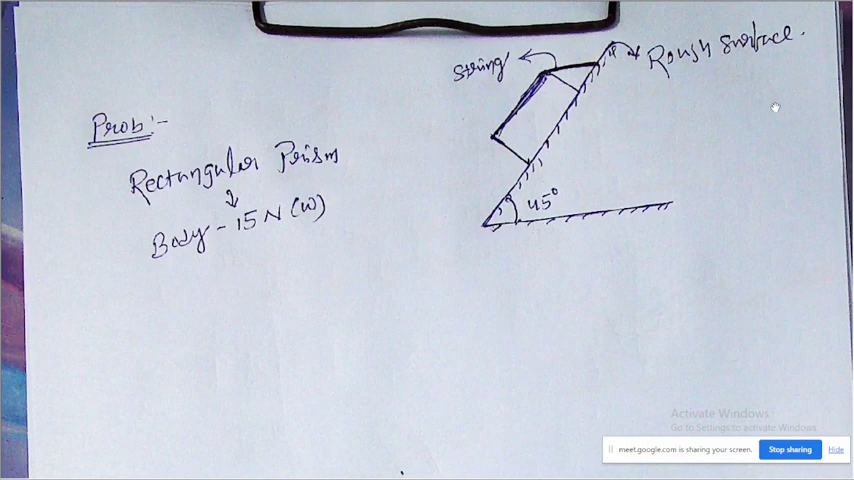 String
Rough surface.
Prob:-
Rectangular Prism
Body - 15 N (W)
45°
Activate Windows
Go to Settings to activate Windows.
meet.google.com is sharing your screen.
Stop sharing
Hide